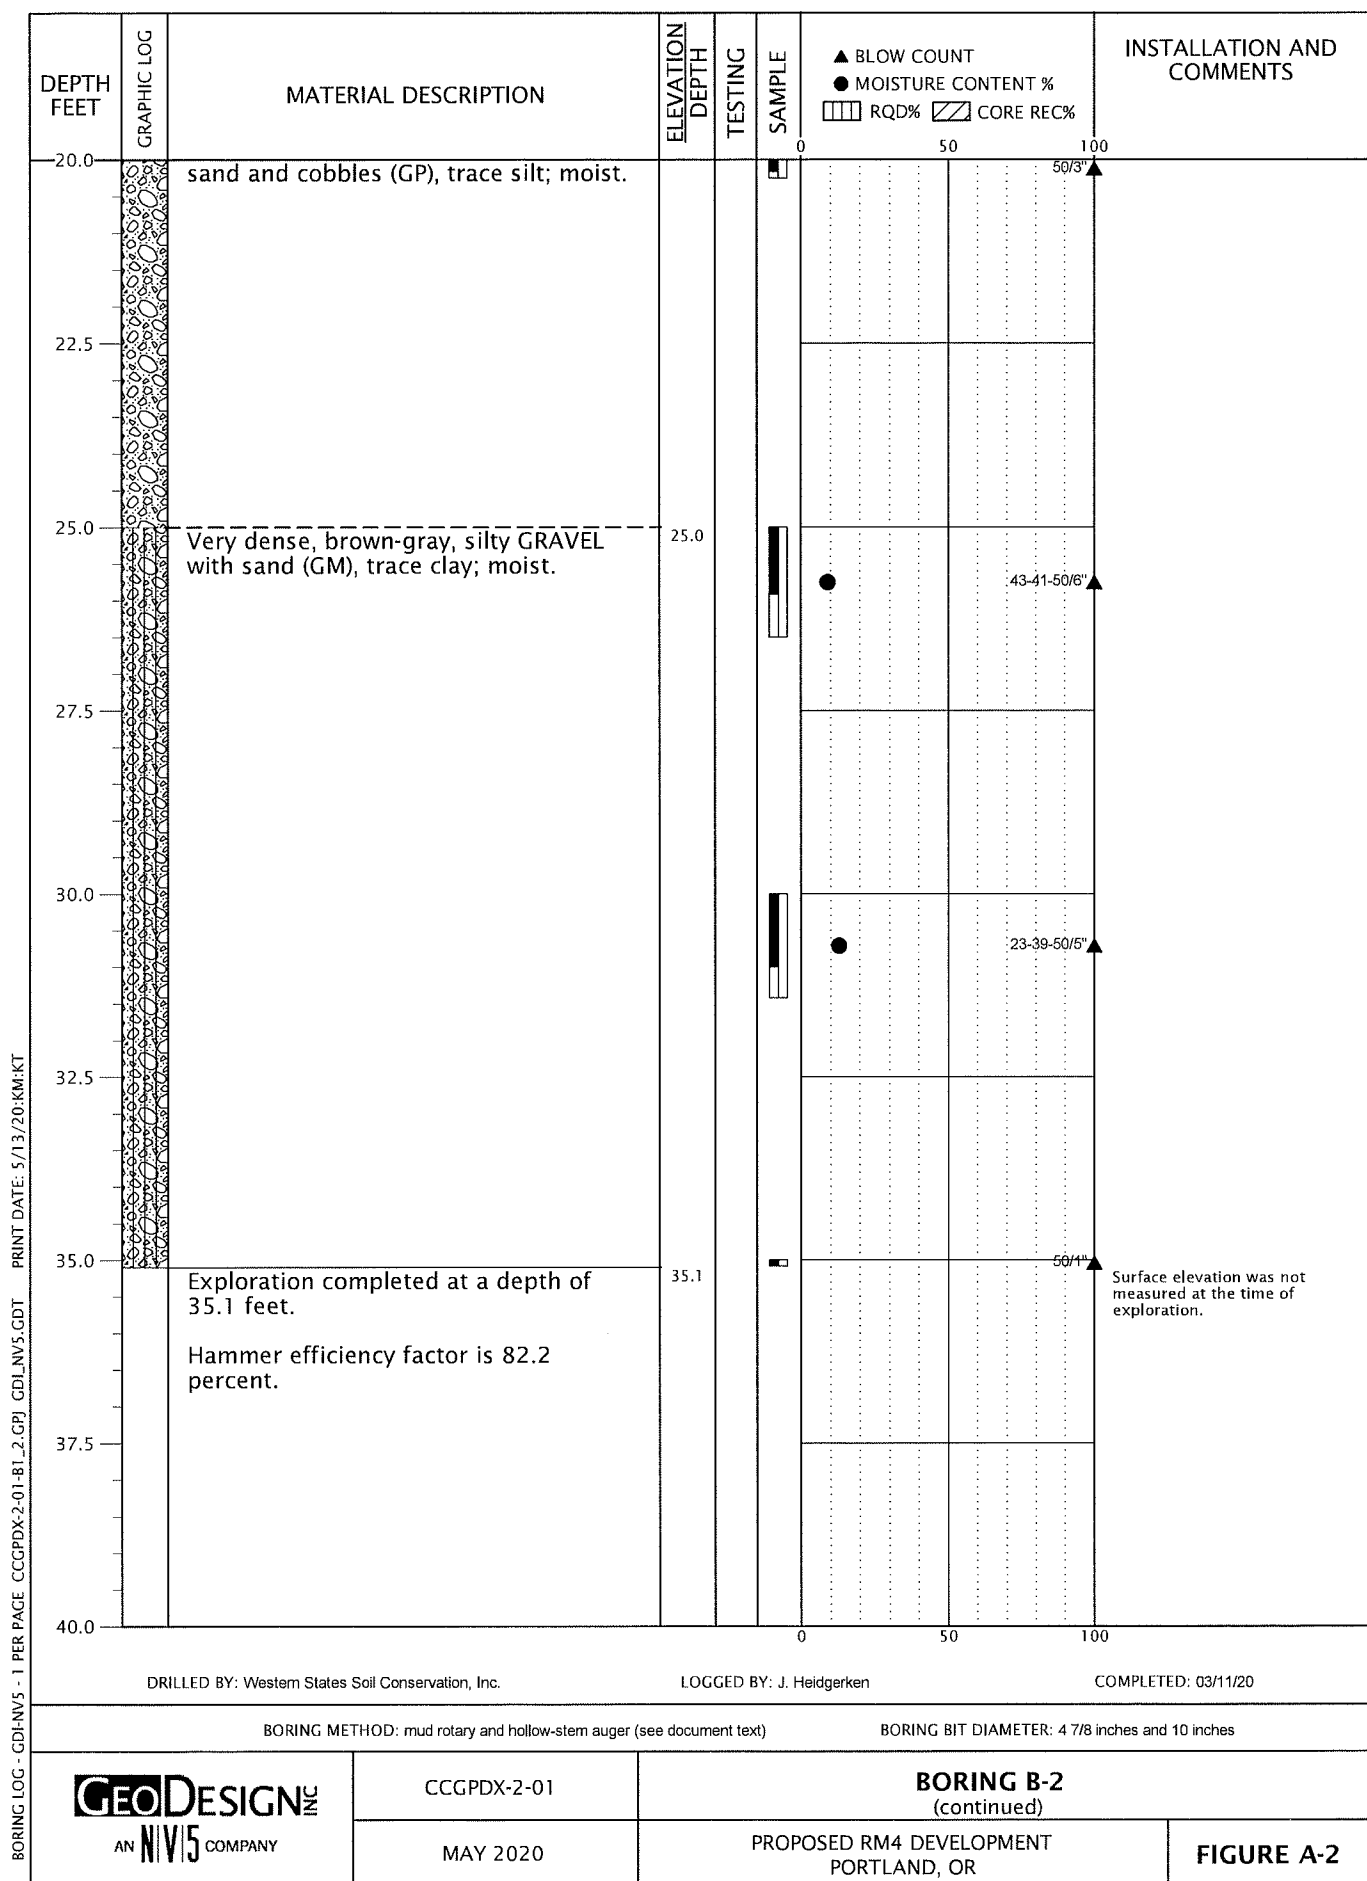 DEPTH
FEET
GRAPHIC LOG
MATERIAL DESCRIPTION
ELEVATION
DEPTH
TESTING
SAMPLE
▲ BLOW COUNT
● MOISTURE CONTENT %
RQD% CORE REC%
INSTALLATION AND
COMMENTS
0 50 100
20.0
sand and cobbles (GP), trace silt; moist.
50/3"
22.5
25.0
Very dense, brown-gray, silty GRAVEL
with sand (GM), trace clay; moist.
25.0
43-41-50/6"
27.5
30.0
23-39-50/5"
32.5
35.0
50/1"
Exploration completed at a depth of
35.1 feet.
35.1
Surface elevation was not
measured at the time of
exploration.
Hammer efficiency factor is 82.2
percent.
37.5
40.0
0 50 100
DRILLED BY: Western States Soil Conservation, Inc. LOGGED BY: J. Heidgerken COMPLETED: 03/11/20
BORING METHOD: mud rotary and hollow-stem auger (see document text) BORING BIT DIAMETER: 4 7/8 inches and 10 inches
GEODESIGN INC
AN N|V|5 COMPANY
CCGPDX-2-01
MAY 2020
BORING B-2
(continued)
PROPOSED RM4 DEVELOPMENT
PORTLAND, OR
FIGURE A-2
BORING LOG - GDI-NV5 - 1 PER PAGE CCGPDX-2-01-B1_2.GPJ GDI_NV5.GDT PRINT DATE: 5/13/20:KM:KT